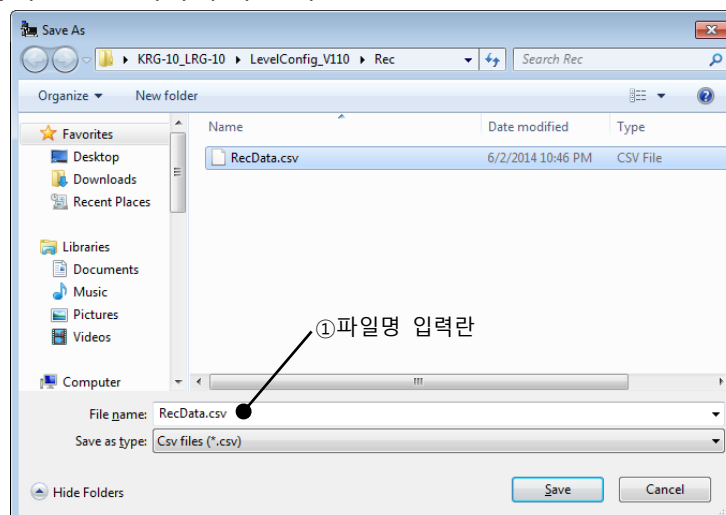 Save As
KRG-10_LRG-10 LevelConfig_V110 Rec
Search Rec
Organize New folder
Name Date modified Type
Favorites
RecData.csv 6/2/2014 10:46 PM CSV File
Desktop
Downloads
Recent Places
Libraries
Documents
Music
Pictures
Videos
Computer
①파일명 입력란
File name: RecData.csv
Save as type: Csv files (*.csv)
Hide Folders
Save Cancel